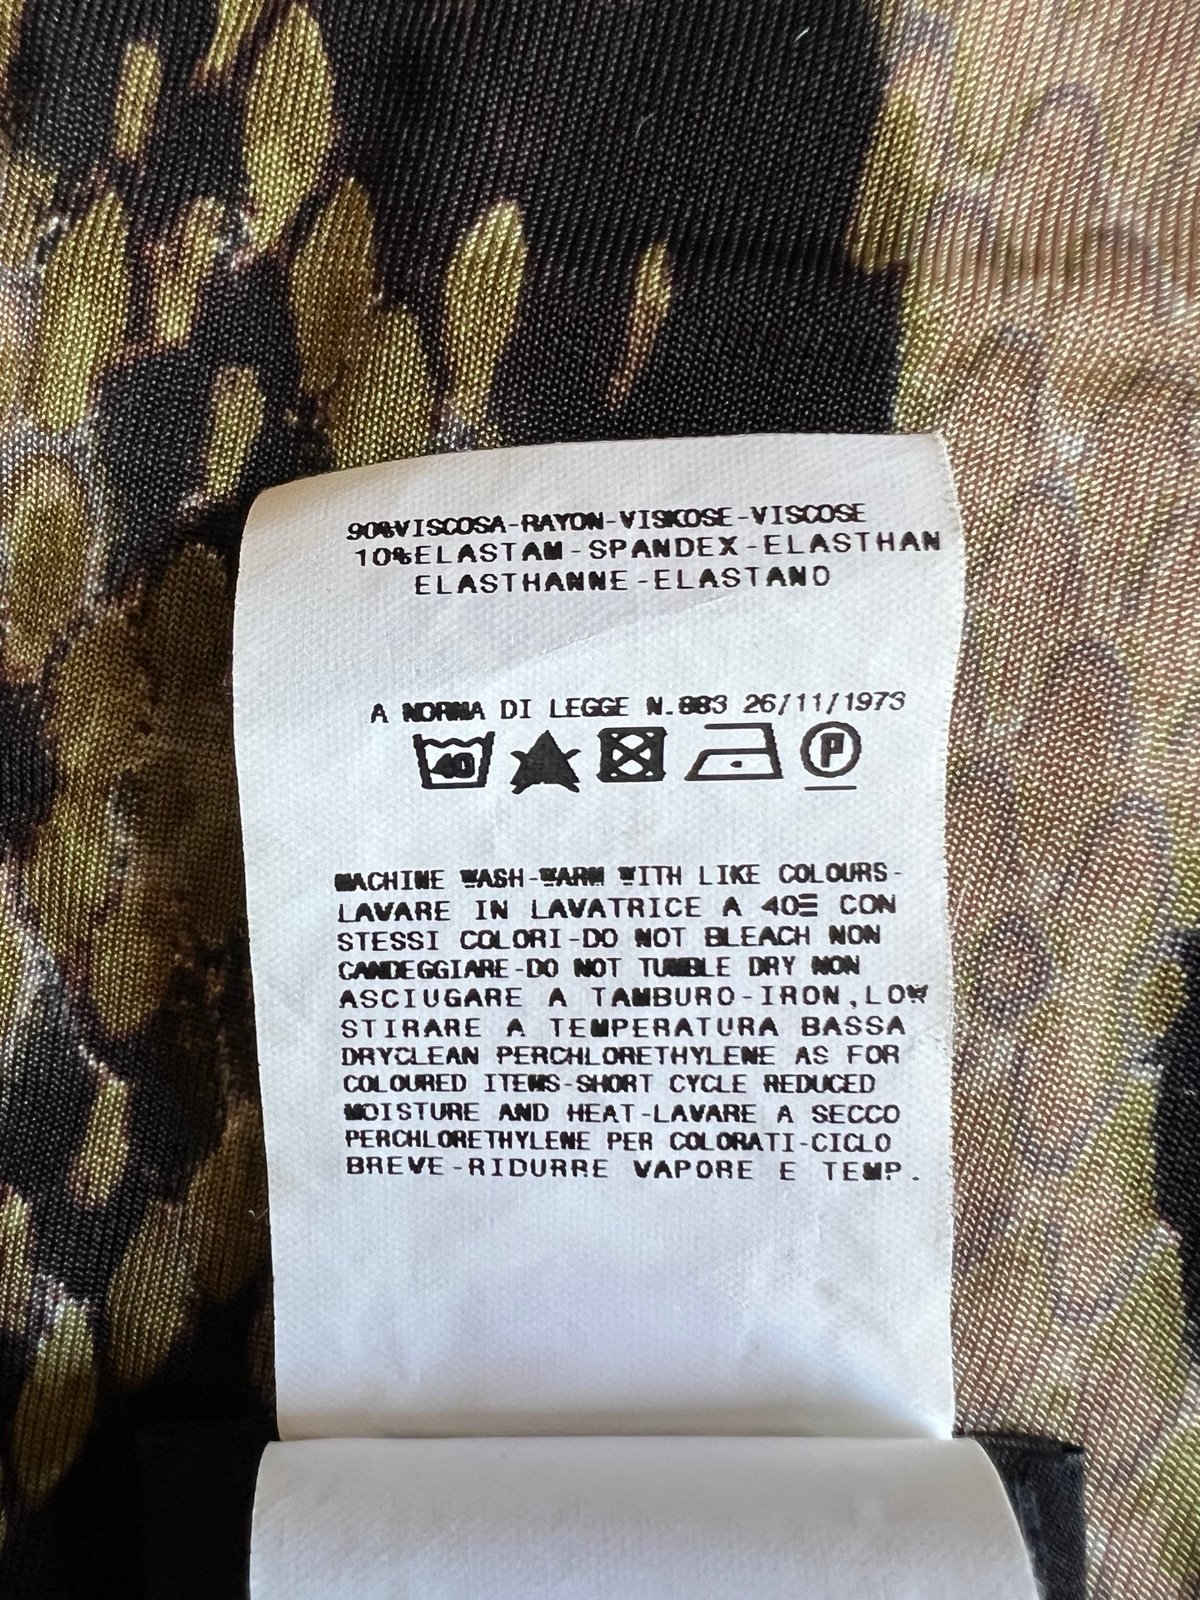 90%VISCOSA-RAYON-VISKOSE-VISCOSE
10%ELASTAM-SPANDEX-ELASTHAN
ELASTHANNE-ELASTANO
A NORMA DI LEGGE N.883 26/11/1973
40 P
MACHINE WASH-WARM WITH LIKE COLOURS-
LAVARE IN LAVATRICE A 40Ξ CON
STESSI COLORI-DO NOT BLEACH NON
CANDEGGIARE-DO NOT TUMBLE DRY NON
ASCIUGARE A TAMBURO-IRON,LOW
STIRARE A TEMPERATURA BASSA
DRYCLEAN PERCHLORETHYLENE AS FOR
COLOURED ITEMS-SHORT CYCLE REDUCED
MOISTURE AND HEAT-LAVARE A SECCO
PERCHLORETHYLENE PER COLORATI-CICLO
BREVE-RIDURRE VAPORE E TEMP.